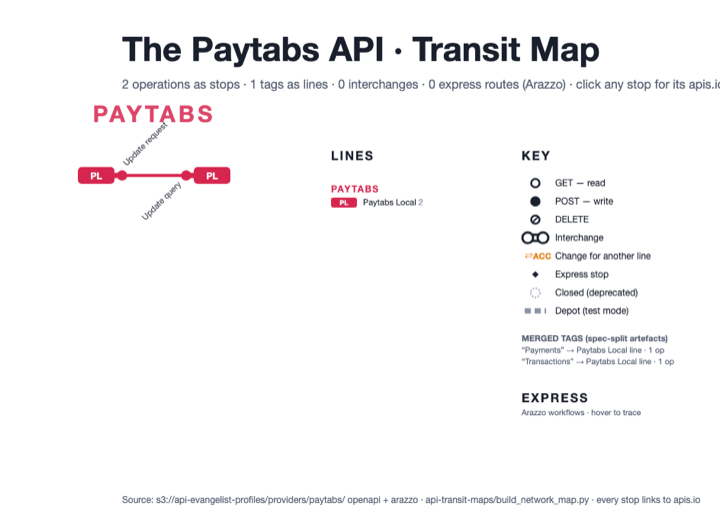 The Paytabs API · Transit Map
2 operations as stops · 1 tags as lines · 0 interchanges · 0 express routes (Arazzo) · click any stop for its apis.io
PAYTABS
Update request
PL
PL
Update query
LINES
PAYTABS
PL Paytabs Local 2
KEY
GET — read
POST — write
DELETE
Interchange
⇄ACC Change for another line
Express stop
Closed (deprecated)
Depot (test mode)
MERGED TAGS (spec-split artefacts)
"Payments" → Paytabs Local line · 1 op
"Transactions" → Paytabs Local line · 1 op
EXPRESS
Arazzo workflows · hover to trace
Source: s3://api-evangelist-profiles/providers/paytabs/ openapi + arazzo · api-transit-maps/build_network_map.py · every stop links to apis.io